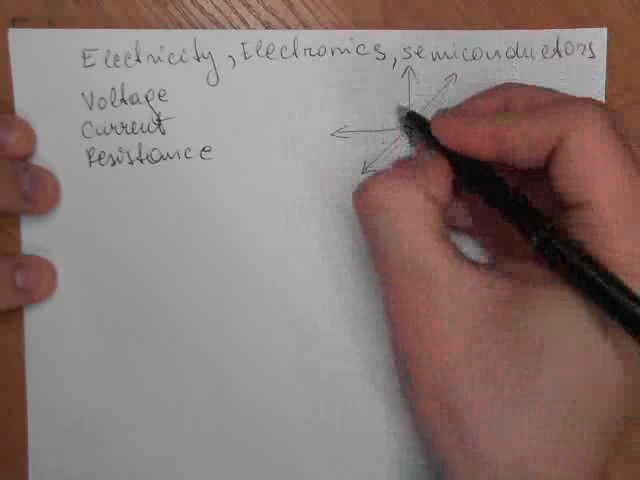 Electricity, Electronics, semiconductors
Voltage
Current
Resistance